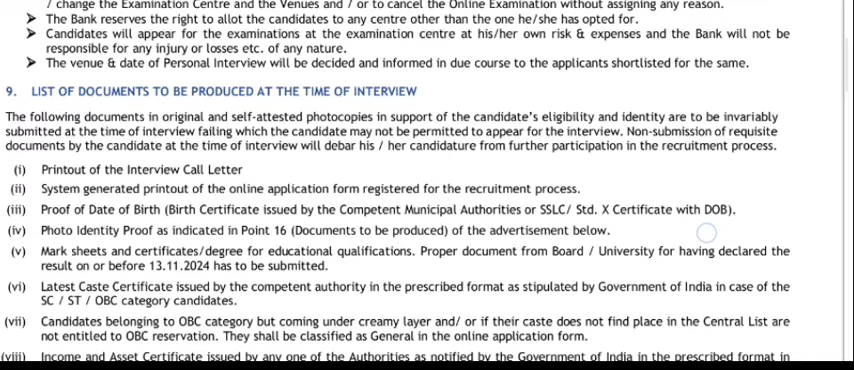 / change the Examination Centre and the Venues and / or to cancel the Online Examination without assigning any reason.
➤ The Bank reserves the right to allot the candidates to any centre other than the one he/she has opted for.
➤ Candidates will appear for the examinations at the examination centre at his/her own risk & expenses and the Bank will not be
responsible for any injury or losses etc. of any nature.
➤ The venue & date of Personal Interview will be decided and informed in due course to the applicants shortlisted for the same.
9. LIST OF DOCUMENTS TO BE PRODUCED AT THE TIME OF INTERVIEW
The following documents in original and self-attested photocopies in support of the candidate's eligibility and identity are to be invariably
submitted at the time of interview failing which the candidate may not be permitted to appear for the interview. Non-submission of requisite
documents by the candidate at the time of interview will debar his / her candidature from further participation in the recruitment process.
(i) Printout of the Interview Call Letter
(ii) System generated printout of the online application form registered for the recruitment process.
(iii) Proof of Date of Birth (Birth Certificate issued by the Competent Municipal Authorities or SSLC/ Std. X Certificate with DOB).
(iv) Photo Identity Proof as indicated in Point 16 (Documents to be produced) of the advertisement below.
(v) Mark sheets and certificates/degree for educational qualifications. Proper document from Board / University for having declared the
result on or before 13.11.2024 has to be submitted.
(vi) Latest Caste Certificate issued by the competent authority in the prescribed format as stipulated by Government of India in case of the
SC / ST / OBC category candidates.
(vii) Candidates belonging to OBC category but coming under creamy layer and/ or if their caste does not find place in the Central List are
not entitled to OBC reservation. They shall be classified as General in the online application form.
(viii) Income and Asset Certificate issued by any one of the Authorities as notified by the Government of India in the prescribed format in